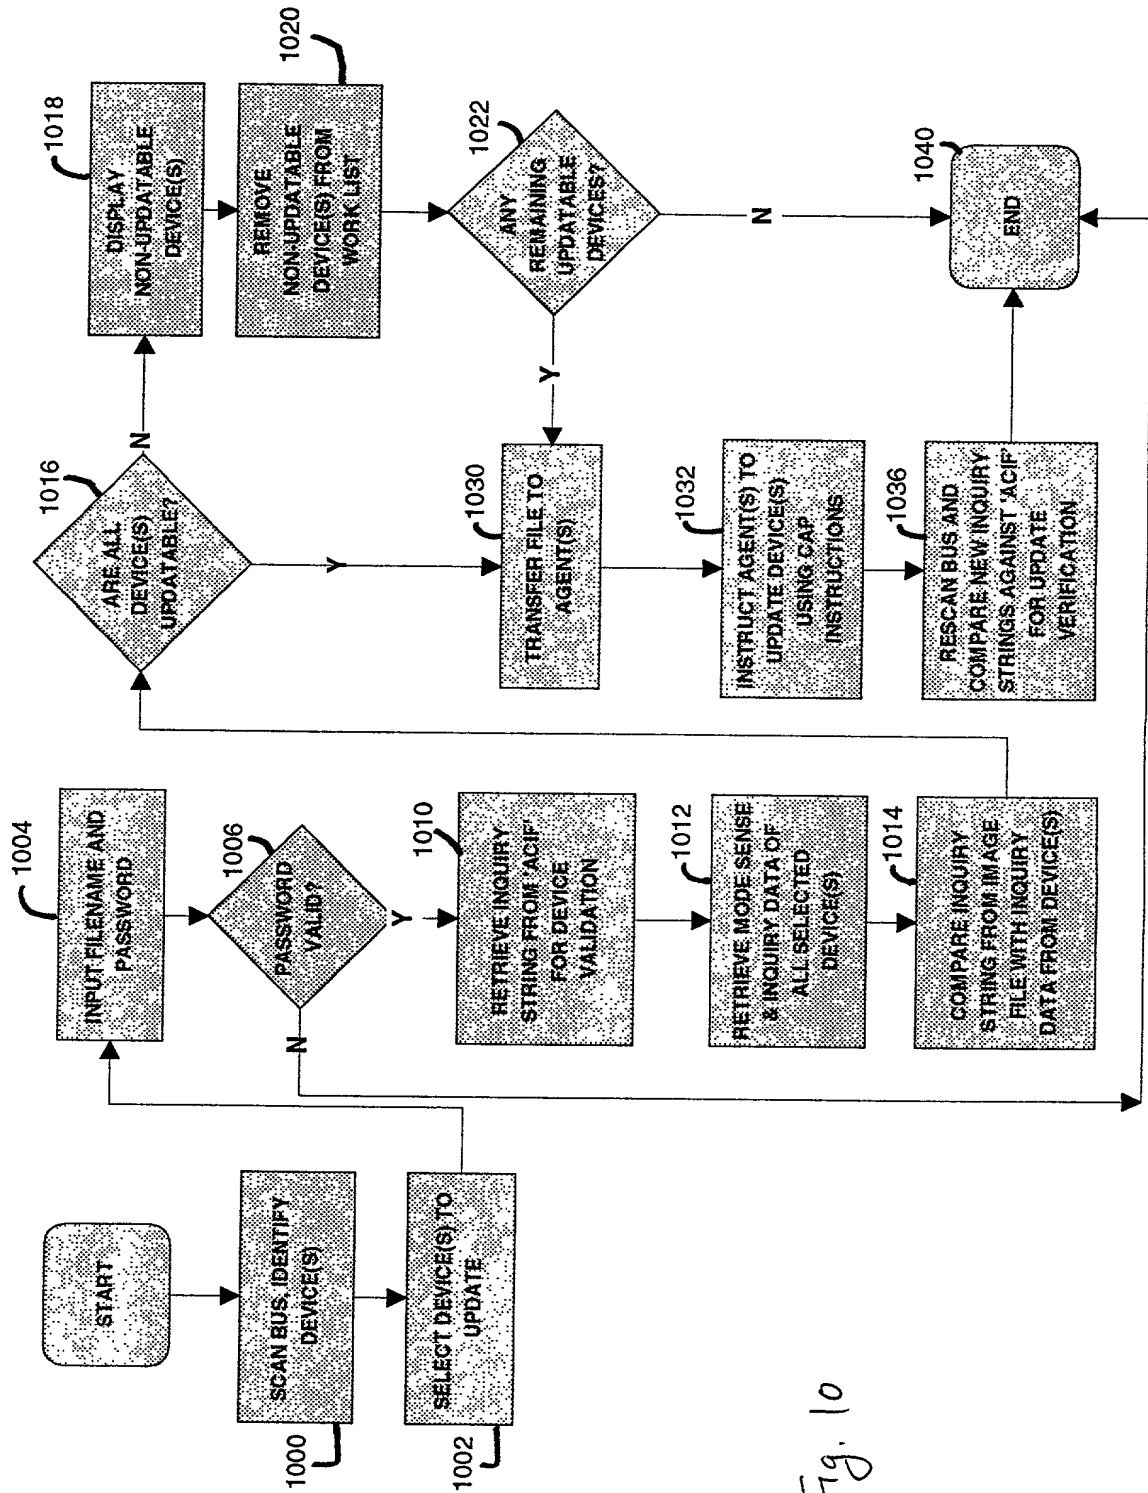 START
SCAN BUS, IDENTIFY
DEVICE(S)
1000
SELECT DEVICE(S) TO
UPDATE
1002
1004
INPUT FILENAME AND
PASSWORD
1006
PASSWORD
VALID?
N
Y
1010
RETRIEVE INQUIRY
STRING FROM 'ACIF'
FOR DEVICE
VALIDATION
1012
RETRIEVE MODE SENSE
& INQUIRY DATA OF
ALL SELECTED
DEVICE(S)
1014
COMPARE INQUIRY
STRING FROM IMAGE
FILE WITH INQUIRY
DATA FROM DEVICE(S)
1016
ARE ALL
DEVICE(S)
UPDATABLE?
N
Y
1018
DISPLAY
NON-UPDATABLE
DEVICE(S)
1020
REMOVE
NON-UPDATABLE
DEVICE(S) FROM
WORK LIST
1022
ANY
REMAINING
UPDATABLE
DEVICES?
Y
N
1030
TRANSFER FILE TO
AGENT(S)
1032
INSTRUCT AGENT(S) TO
UPDATE DEVICE(S)
USING CAP
INSTRUCTIONS
1036
RESCAN BUS AND
COMPARE NEW INQUIRY
STRINGS AGAINST 'ACIF'
FOR UPDATE
VERIFICATION
1040
END
Fig. 10